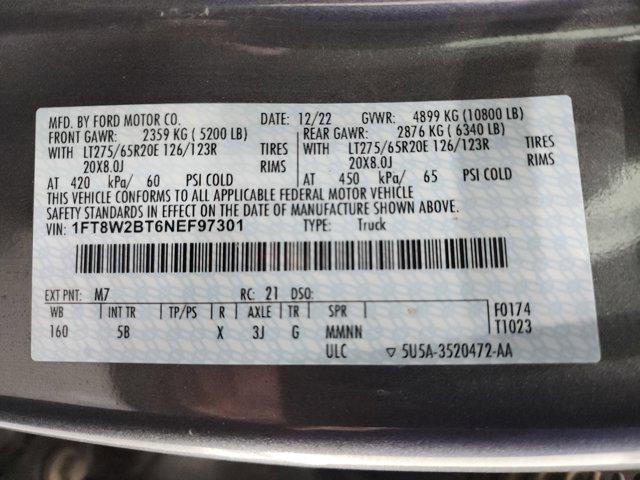 MFD. BY FORD MOTOR CO. DATE: 12/22 GVWR: 4899 KG (10800 LB)
FRONT GAWR: 2359 KG (5200 LB) REAR GAWR: 2876 KG (6340 LB)
WITH LT275/65R20E 126/123R TIRES WITH LT275/65R20E 126/123R TIRES
20X8.0J RIMS 20X8.0J RIMS
AT 420 kPa/ 60 PSI COLD AT 450 kPa/ 65 PSI COLD
THIS VEHICLE CONFORMS TO ALL APPLICABLE FEDERAL MOTOR VEHICLE
SAFETY STANDARDS IN EFFECT ON THE DATE OF MANUFACTURE SHOWN ABOVE.
VIN: 1FT8W2BT6NEF97301 TYPE: Truck
EXT PNT: M7 RC: 21 DSO:
WB INT TR TP/PS R AXLE TR SPR F0174
160 5B X 3J G MMNN T1023
ULC ▽ 5U5A-3520472-AA